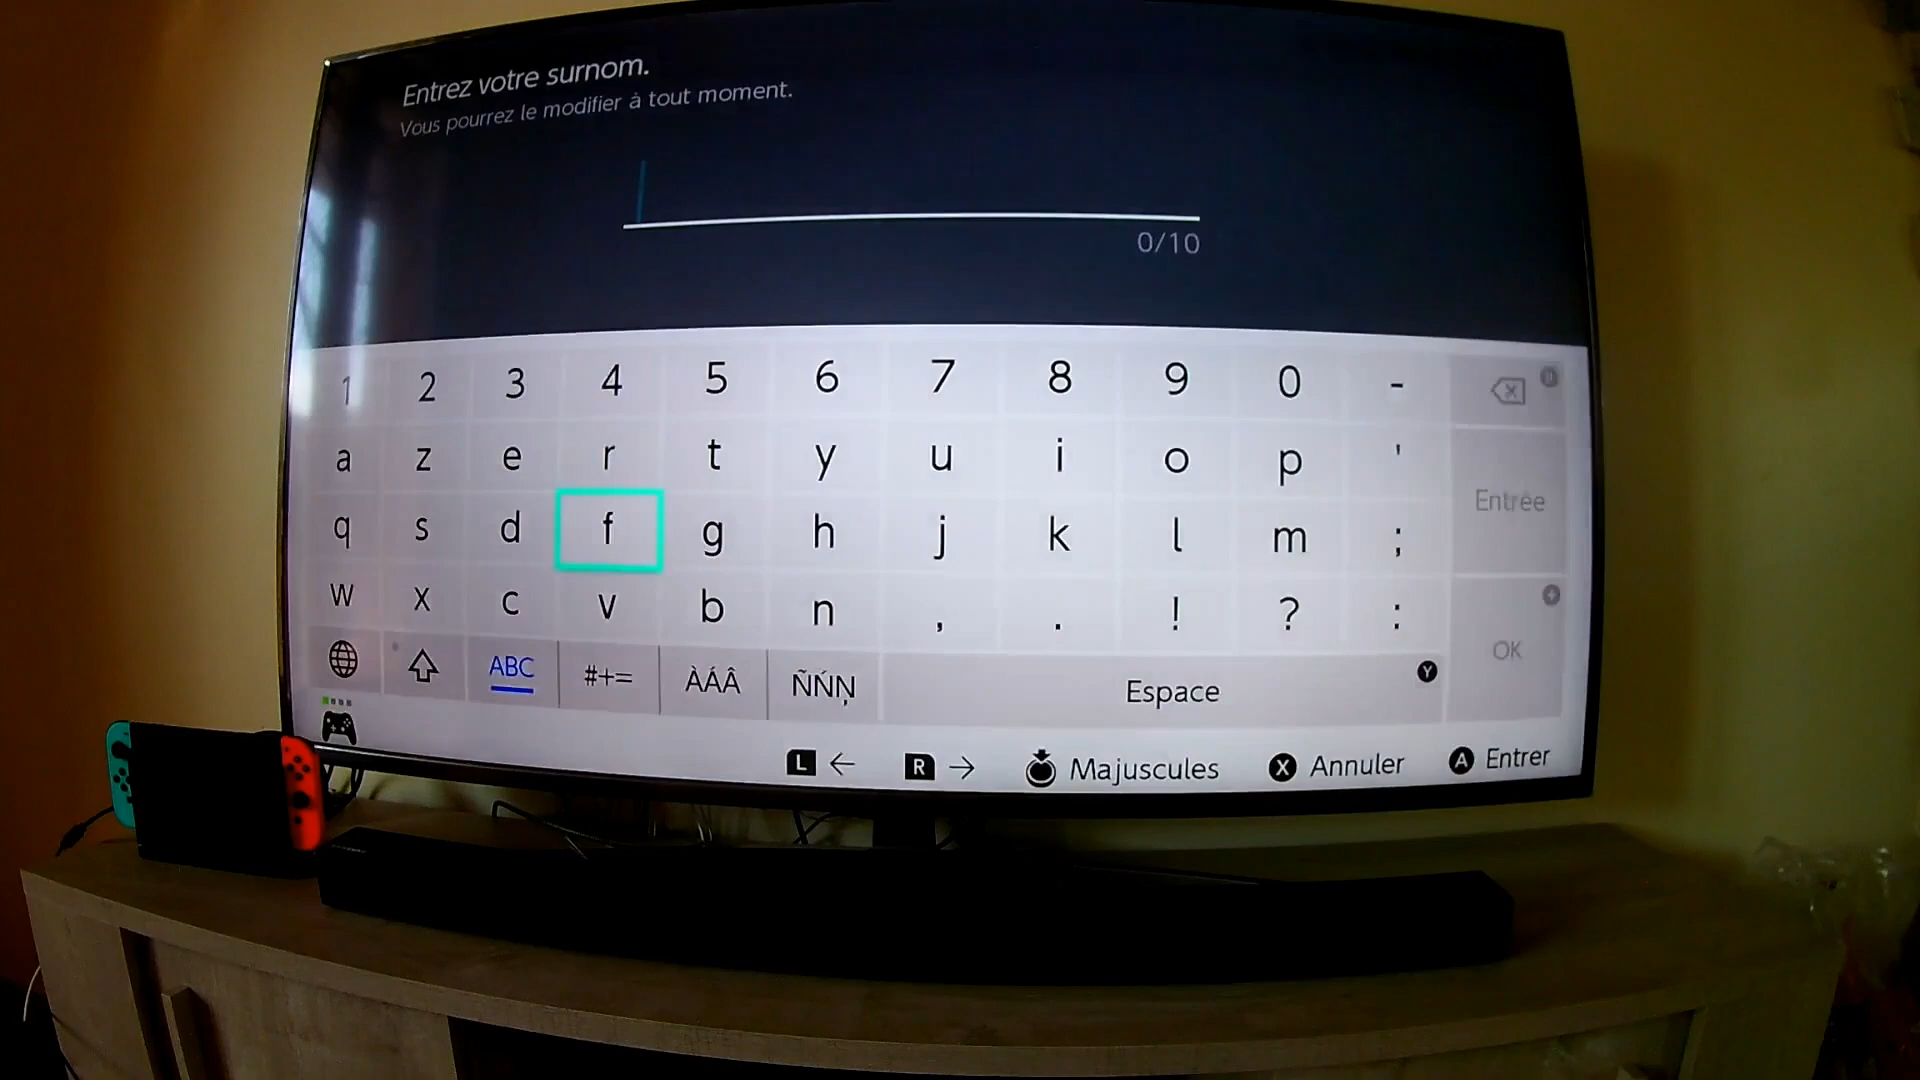 Entrez votre surnom.
Vous pourrez le modifier à tout moment.
0/10
1 2 3 4 5 6 7 8 9 0 -
a z e r t y u i o p '
Entrée
q s d f g h j k l m ;
w x c v b n , . ! ? :
OK
ABC #+= ÀÁÂ ÑŃŅ Espace Y
L ← R → Majuscules X Annuler A Entrer